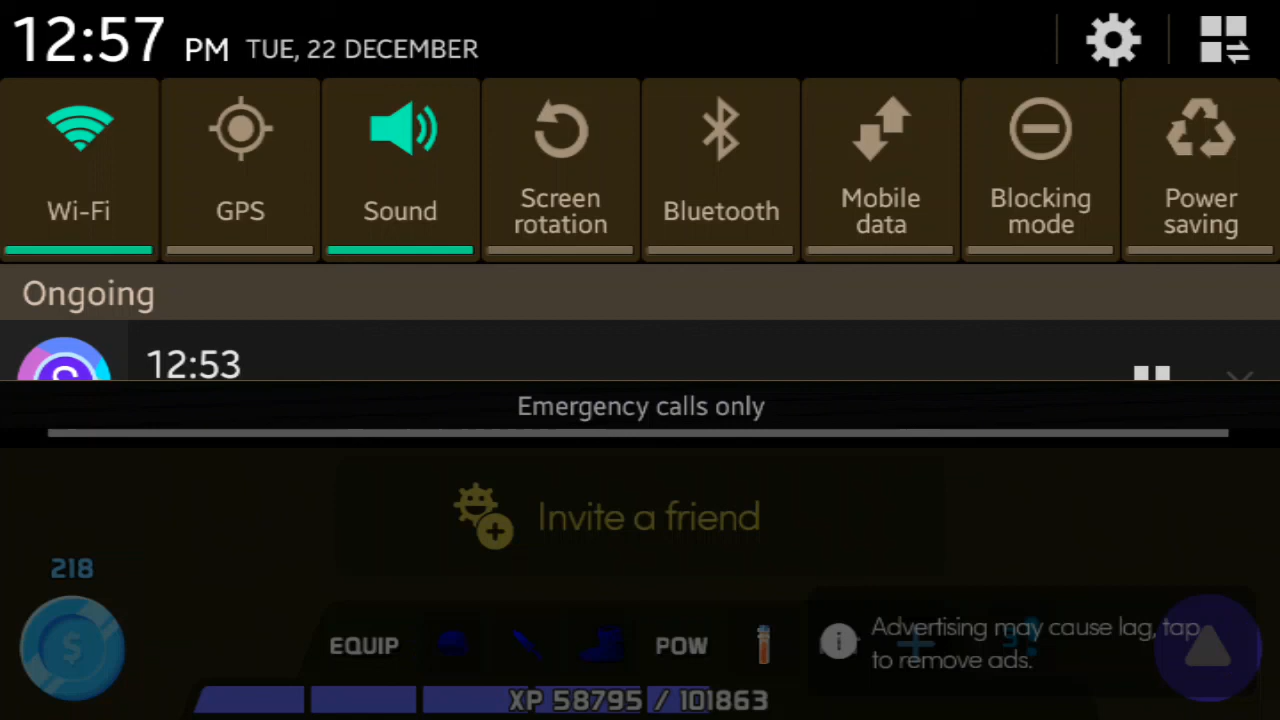 12:57 PM TUE, 22 DECEMBER
Wi-Fi GPS Sound Screen rotation Bluetooth Mobile data Blocking mode Power saving
Ongoing
12:53
Emergency calls only
Invite a friend
218
$
EQUIP POW
Advertising may cause lag, tap
to remove ads.
XP 58795 / 101863